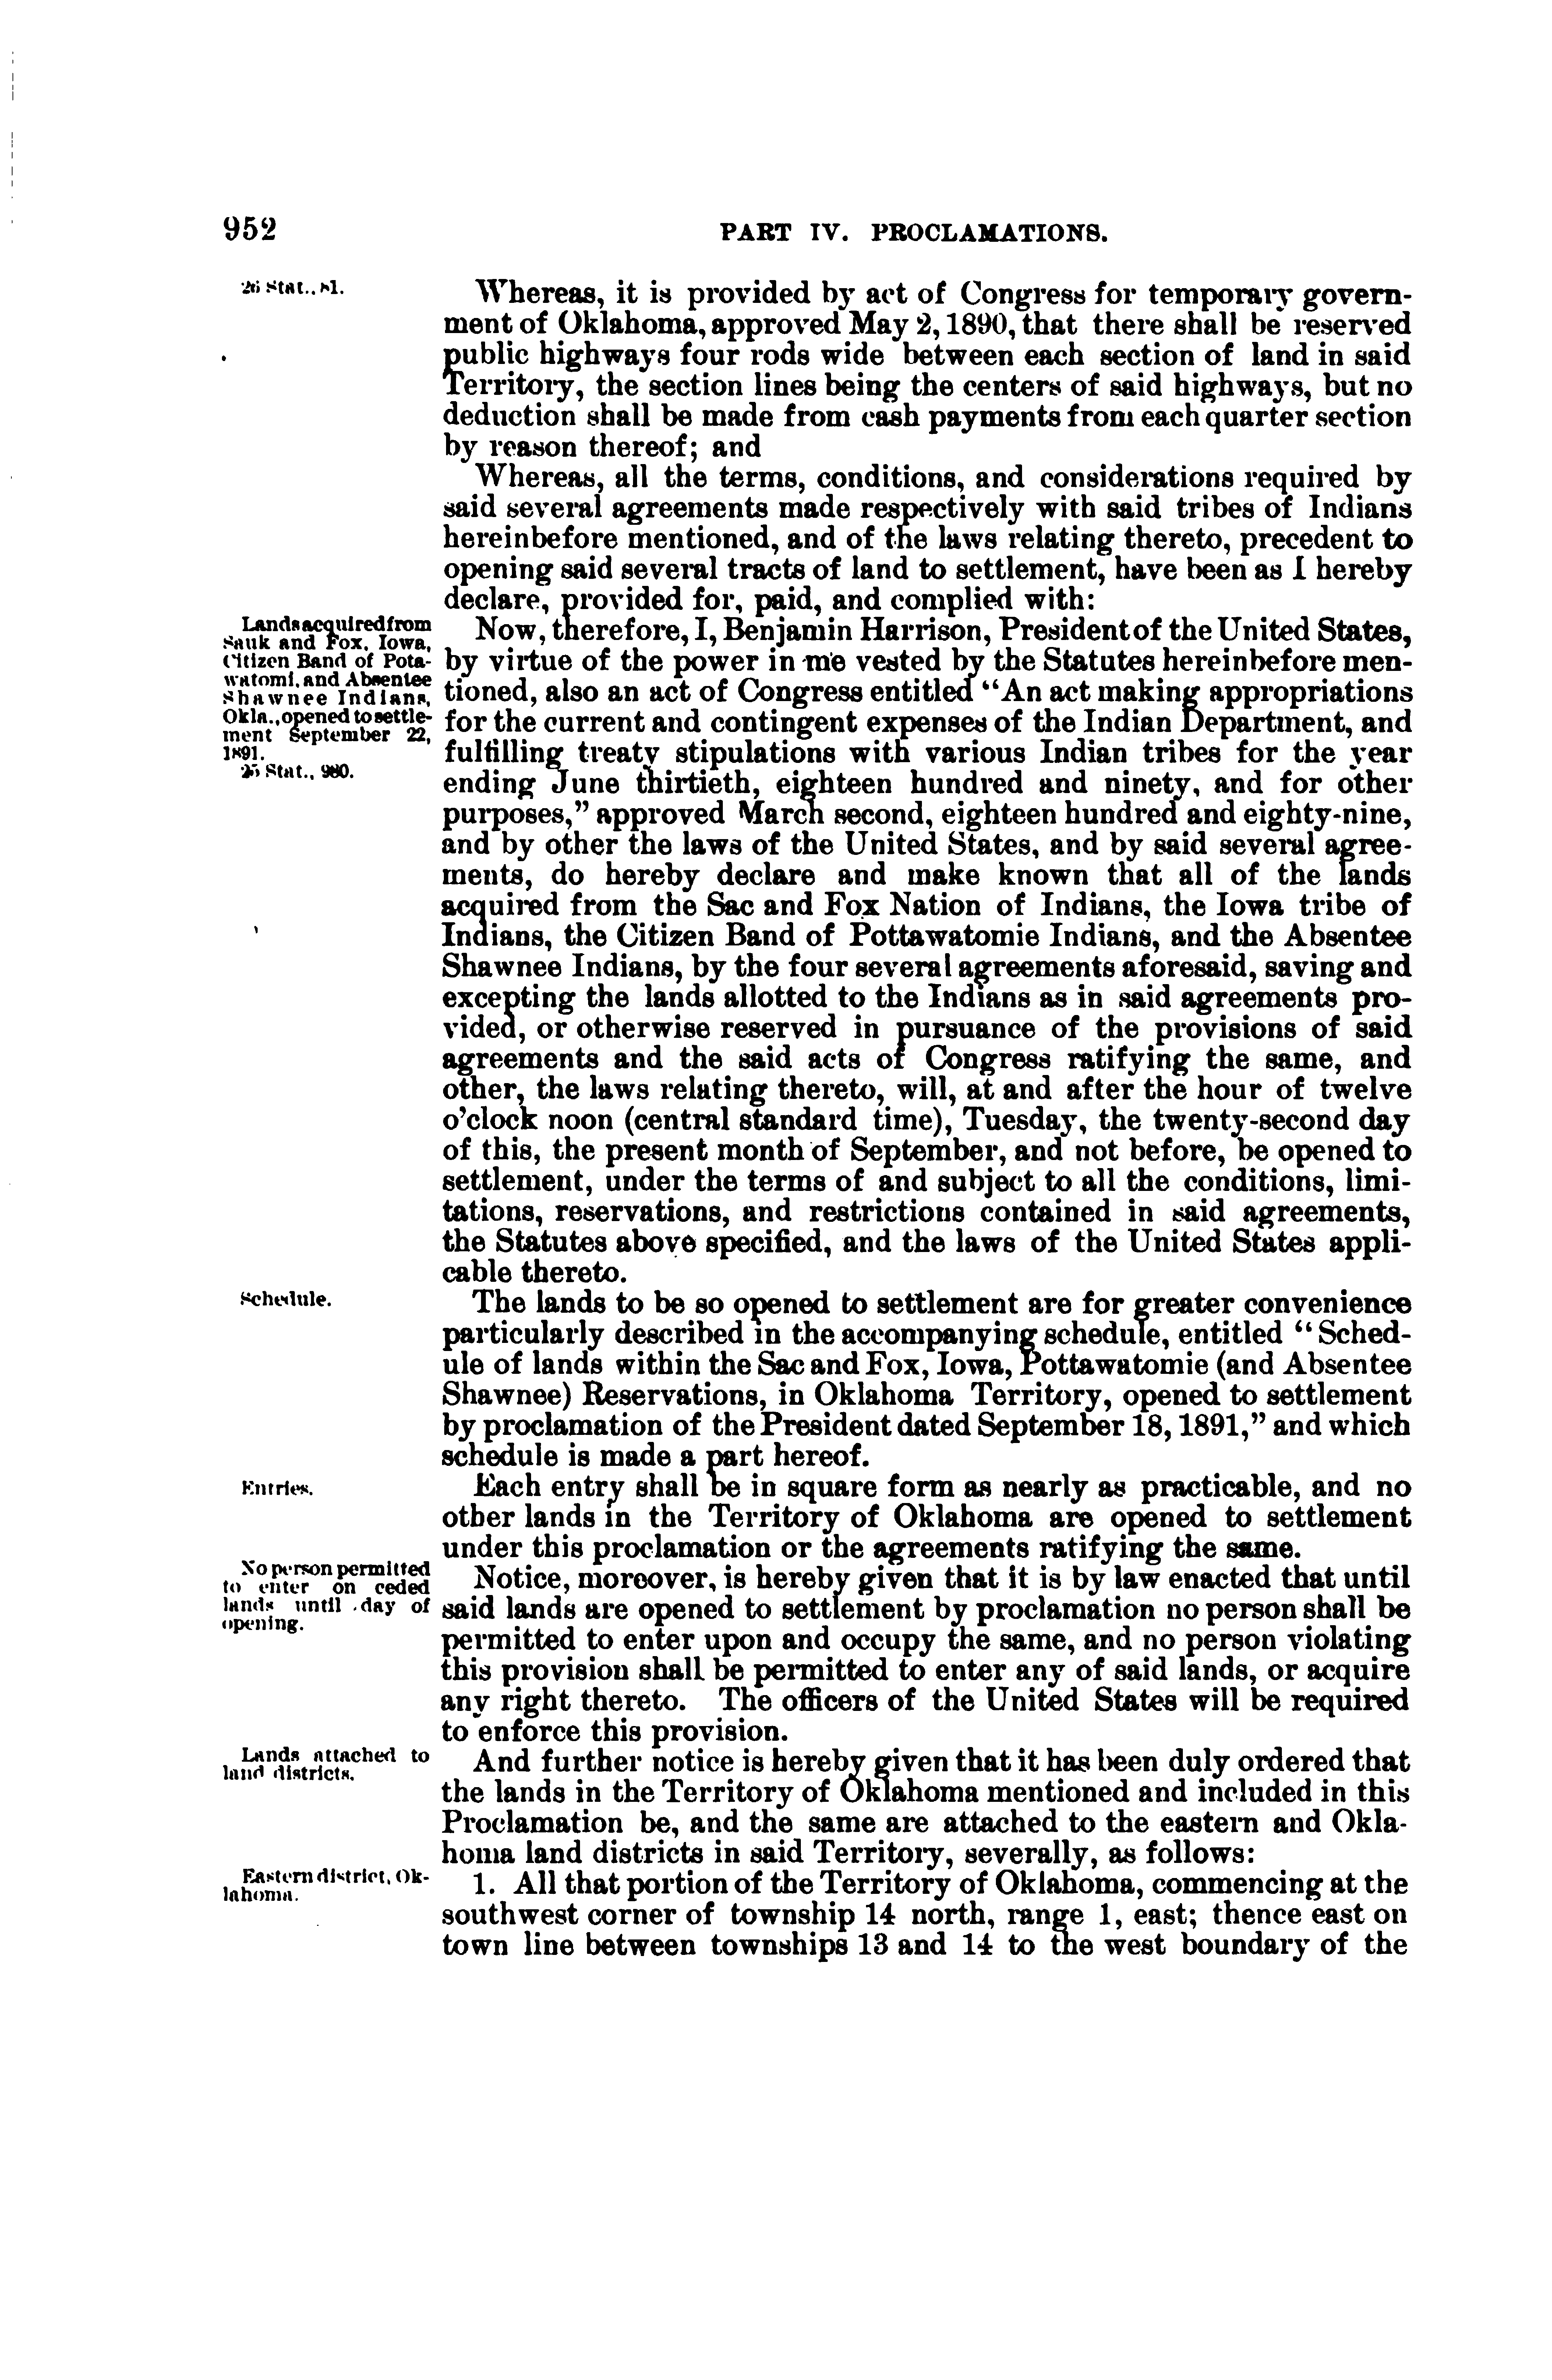 952
PART IV. PROCLAMATIONS.
26 Stat., 81.
Whereas, it is provided by act of Congress for temporary govern-
ment of Oklahoma, approved May 2, 1890, that there shall be reserved
public highways four rods wide between each section of land in said
Territory, the section lines being the centers of said highways, but no
deduction shall be made from cash payments from each quarter section
by reason thereof; and
Whereas, all the terms, conditions, and considerations required by
said several agreements made respectively with said tribes of Indians
hereinbefore mentioned, and of the laws relating thereto, precedent to
opening said several tracts of land to settlement, have been as I hereby
declare, provided for, paid, and complied with:
Lands acquired from
Sauk and Fox, Iowa,
Citizen Band of Pota-
watomi, and Absentee
Shawnee Indians,
Okla., opened to settle-
ment September 22,
1891.
25 Stat., 980.
Now, therefore, I, Benjamin Harrison, President of the United States,
by virtue of the power in me vested by the Statutes hereinbefore men-
tioned, also an act of Congress entitled "An act making appropriations
for the current and contingent expenses of the Indian Department, and
fulfilling treaty stipulations with various Indian tribes for the year
ending June thirtieth, eighteen hundred and ninety, and for other
purposes," approved March second, eighteen hundred and eighty-nine,
and by other the laws of the United States, and by said several agree-
ments, do hereby declare and make known that all of the lands
acquired from the Sac and Fox Nation of Indians, the Iowa tribe of
Indians, the Citizen Band of Pottawatomie Indians, and the Absentee
Shawnee Indians, by the four several agreements aforesaid, saving and
excepting the lands allotted to the Indians as in said agreements pro-
vided, or otherwise reserved in pursuance of the provisions of said
agreements and the said acts of Congress ratifying the same, and
other, the laws relating thereto, will, at and after the hour of twelve
o'clock noon (central standard time), Tuesday, the twenty-second day
of this, the present month of September, and not before, be opened to
settlement, under the terms of and subject to all the conditions, limi-
tations, reservations, and restrictions contained in said agreements,
the Statutes above specified, and the laws of the United States appli-
cable thereto.
Schedule.
The lands to be so opened to settlement are for greater convenience
particularly described in the accompanying schedule, entitled "Sched-
ule of lands within the Sac and Fox, Iowa, Pottawatomie (and Absentee
Shawnee) Reservations, in Oklahoma Territory, opened to settlement
by proclamation of the President dated September 18, 1891," and which
schedule is made a part hereof.
Entries.
Each entry shall be in square form as nearly as practicable, and no
other lands in the Territory of Oklahoma are opened to settlement
under this proclamation or the agreements ratifying the same.
No person permitted
to enter on ceded
lands until day of
opening.
Notice, moreover, is hereby given that it is by law enacted that until
said lands are opened to settlement by proclamation no person shall be
permitted to enter upon and occupy the same, and no person violating
this provision shall be permitted to enter any of said lands, or acquire
any right thereto. The officers of the United States will be required
to enforce this provision.
Lands attached to
land districts.
And further notice is hereby given that it has been duly ordered that
the lands in the Territory of Oklahoma mentioned and included in this
Proclamation be, and the same are attached to the eastern and Okla-
homa land districts in said Territory, severally, as follows:
Eastern district, Ok-
lahoma.
1. All that portion of the Territory of Oklahoma, commencing at the
southwest corner of township 14 north, range 1, east; thence east on
town line between townships 13 and 14 to the west boundary of the